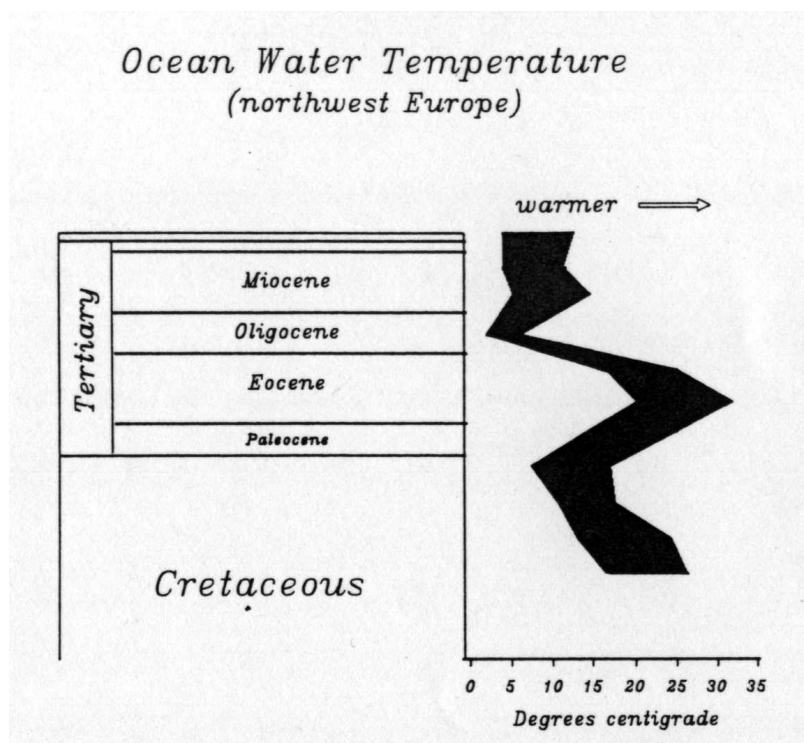 Ocean Water Temperature
(northwest Europe)
warmer
Tertiary
Miocene
Oligocene
Eocene
Paleocene
Cretaceous
0 5 10 15 20 25 30 35
Degrees centigrade